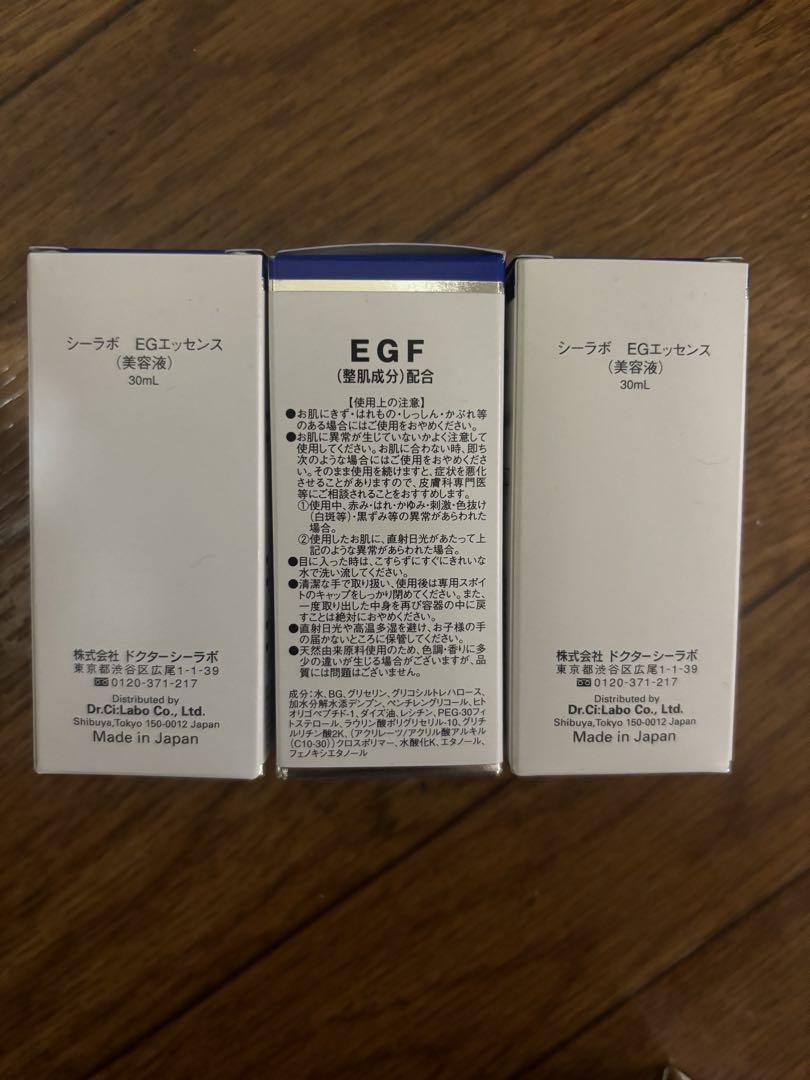 シーラボ EGエッセンス
(美容液)
30mL
株式会社 ドクターシーラボ
東京都渋谷区広尾1-1-39
0120-371-217
Distributed by
Dr.Ci:Labo Co., Ltd.
Shibuya,Tokyo 150-0012 Japan
Made in Japan
EGF
(整肌成分)配合
【使用上の注意】
●お肌にきず・はれもの・しっしん・かぶれ等
のある場合にはご使用をおやめください。
●お肌に異常が生じていないかよく注意して
使用してください。お肌に合わない時、即ち
次のような場合にはご使用をおやめくださ
い。そのまま使用を続けますと、症状を悪化
させることがありますので、皮膚科専門医
等にご相談されることをおすすめします。
①使用中、赤み・はれ・かゆみ・刺激・色抜け
(白斑等)・黒ずみ等の異常があらわれた
場合。
②使用したお肌に、直射日光があたって上
記のような異常があらわれた場合。
●目に入った時は、こすらずにすぐにきれいな
水で洗い流してください。
●清潔な手で取り扱い、使用後は専用スポイ
トのキャップをしっかり閉めてください。また、
一度取り出した中身を再び容器の中に戻
すことは絶対におやめください。
●直射日光や高温多湿を避け、お子様の手
の届かないところに保管してください。
●天然由来原料使用のため、色調・香りに多
少の違いが生じる場合がございますが、品
質には問題はございません。
成分:水、BG、グリセリン、グリコシルトレハロース、
加水分解水添デンプン、ペンチレングリコール、ヒト
オリゴペプチド-1、ダイズ油、レシチン、PEG-30フィ
トステロール、ラウリン酸ポリグリセリル-10、グリチ
ルリチン酸2K、(アクリレーツ/アクリル酸アルキル
(C10-30))クロスポリマー、水酸化K、エタノール、
フェノキシエタノール
シーラボ EGエッセンス
(美容液)
30mL
株式会社 ドクターシーラボ
東京都渋谷区広尾1-1-39
0120-371-217
Distributed by
Dr.Ci:Labo Co., Ltd.
Shibuya,Tokyo 150-0012 Japan
Made in Japan